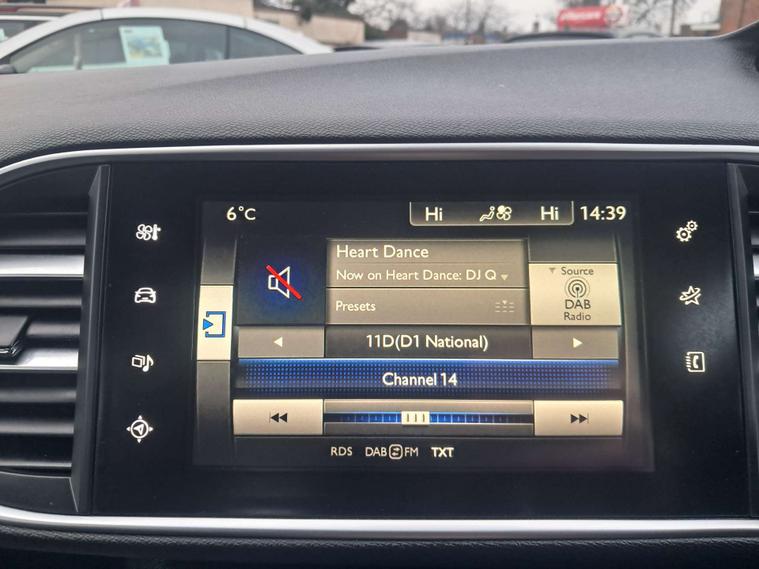 6°C
Hi
Hi
14:39
Heart Dance
Now on Heart Dance: DJ Q
Presets
Source
DAB
Radio
11D(D1 National)
Channel 14
RDS DAB FM TXT